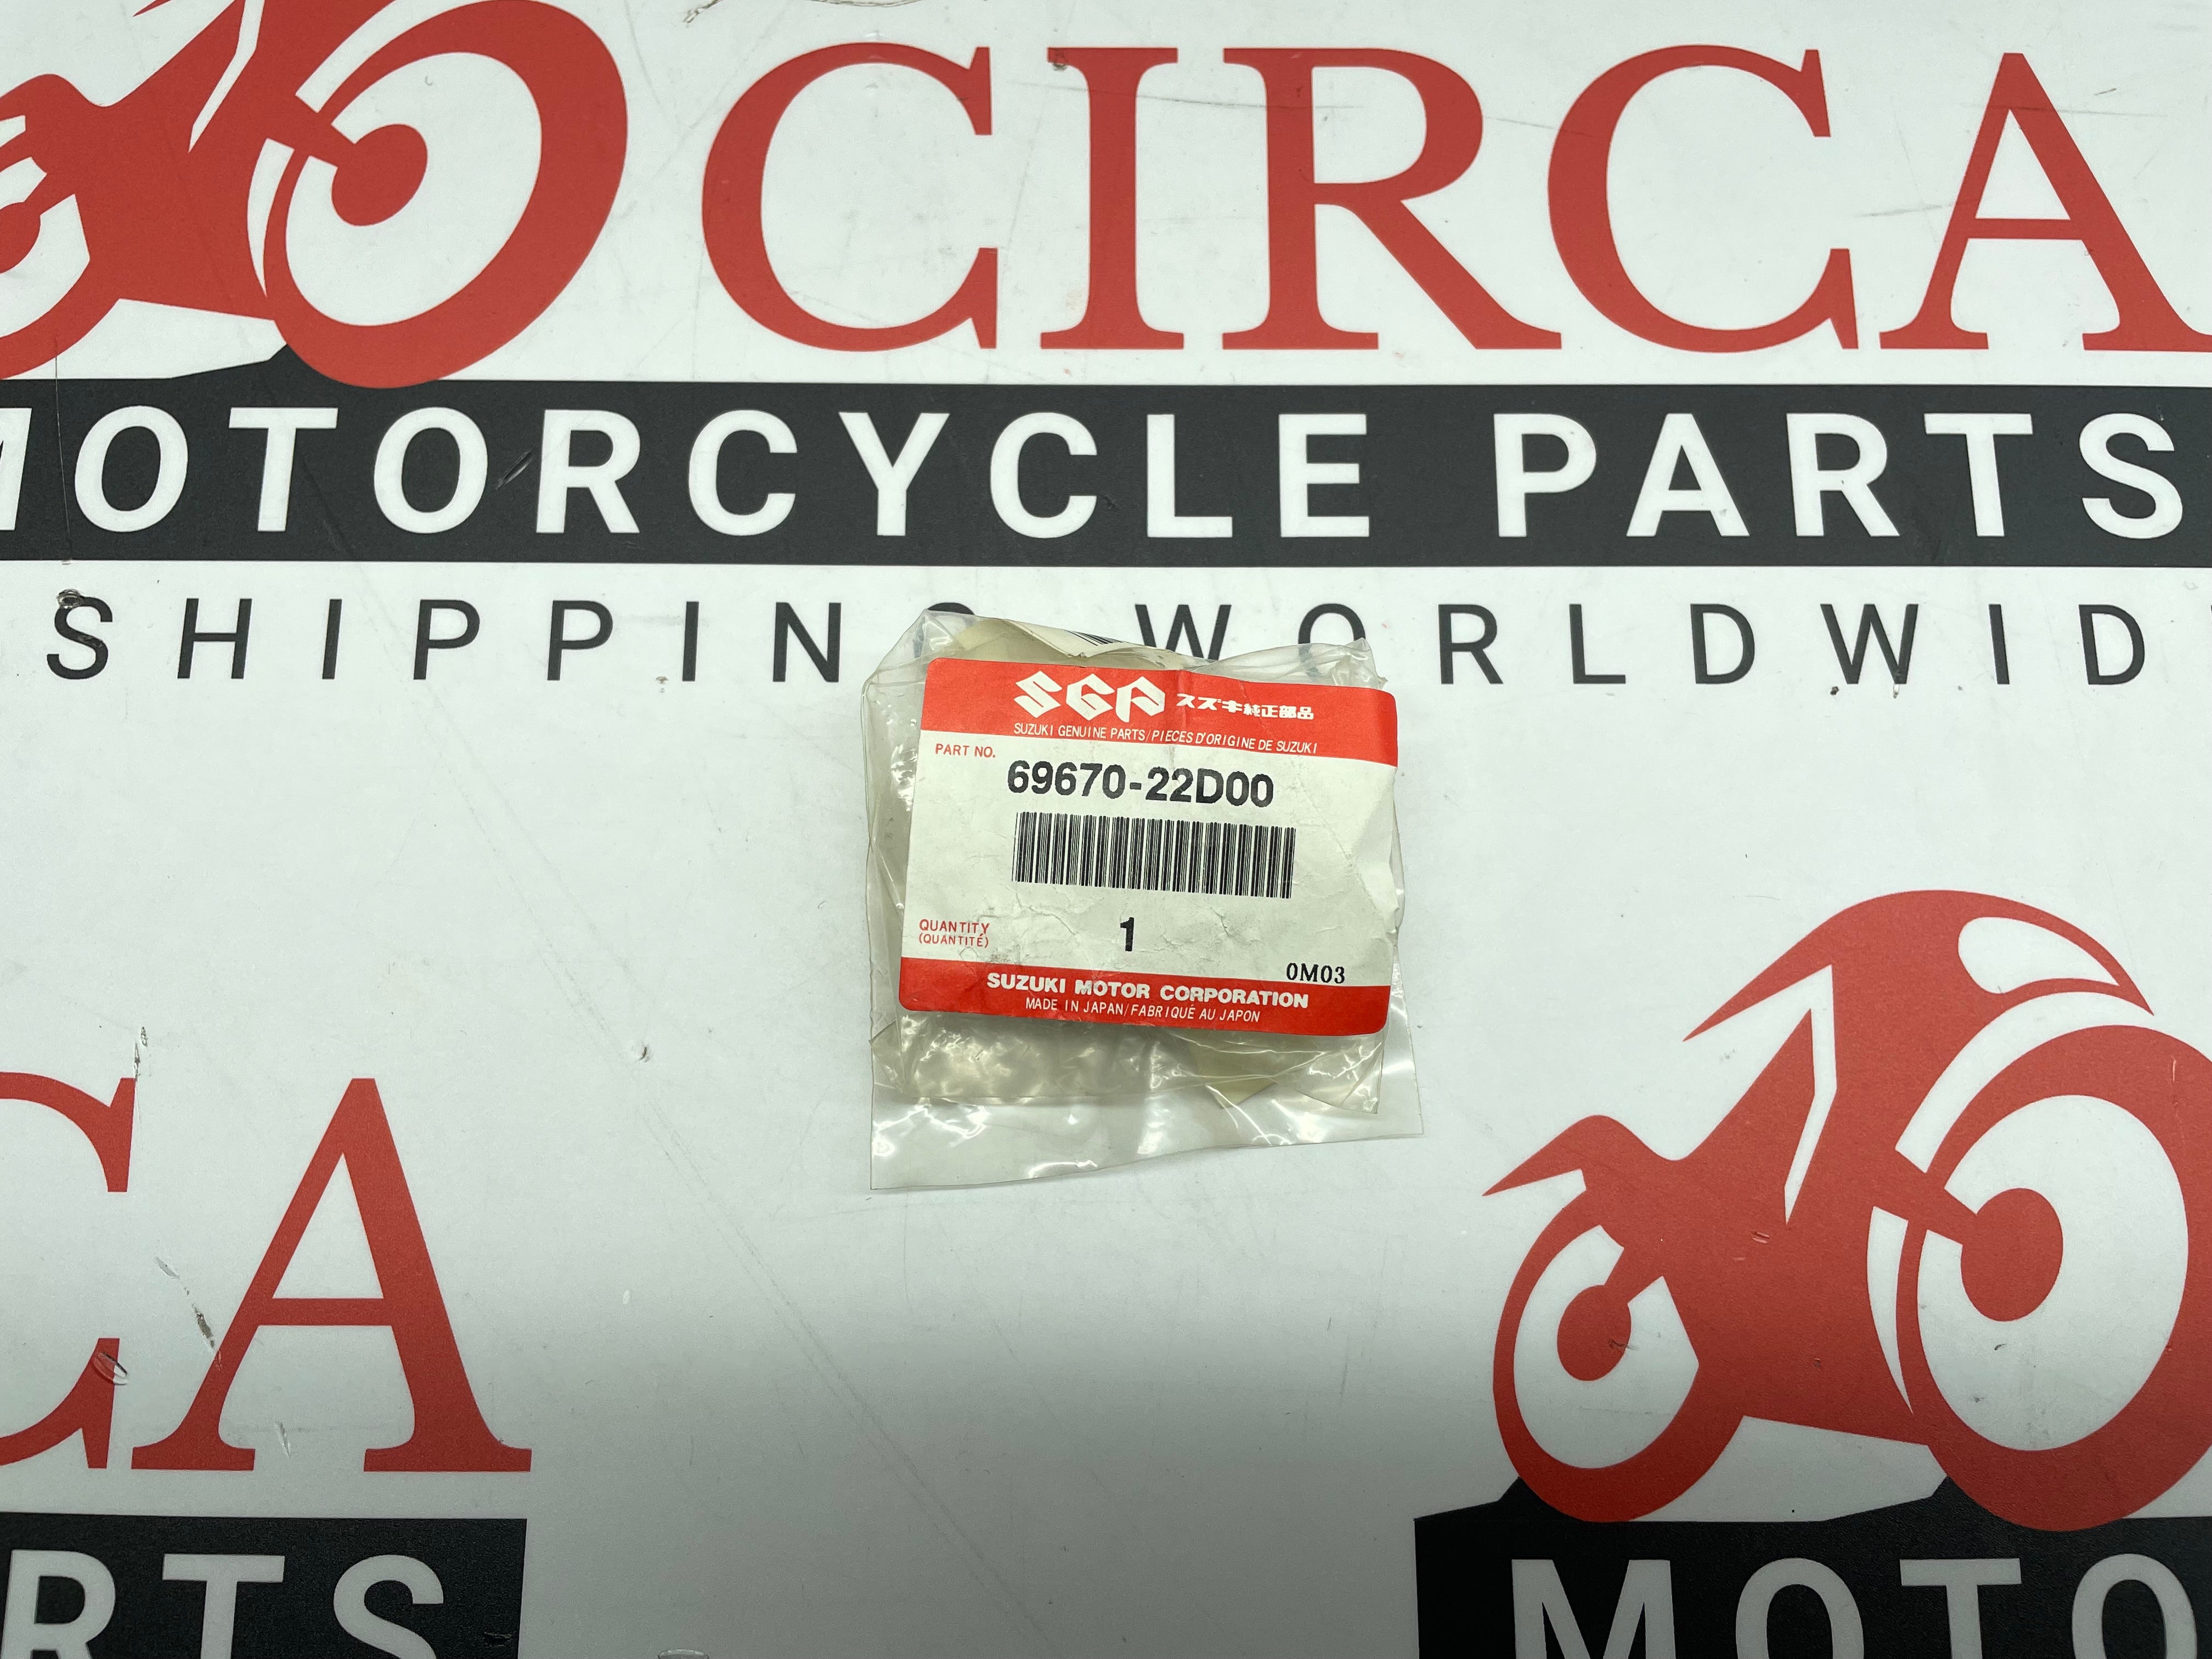 CIRCA
MOTORCYCLE PARTS
SHIPPIN WORLDWID
SGP スズキ純正部品
SUZUKI GENUINE PARTS/PIECES D'ORIGINE DE SUZUKI
PART NO.
69670-22D00
QUANTITY
(QUANTITÉ)
1
0M03
SUZUKI MOTOR CORPORATION
MADE IN JAPAN/FABRIQUÉ AU JAPON
CA
RTS
MOTO